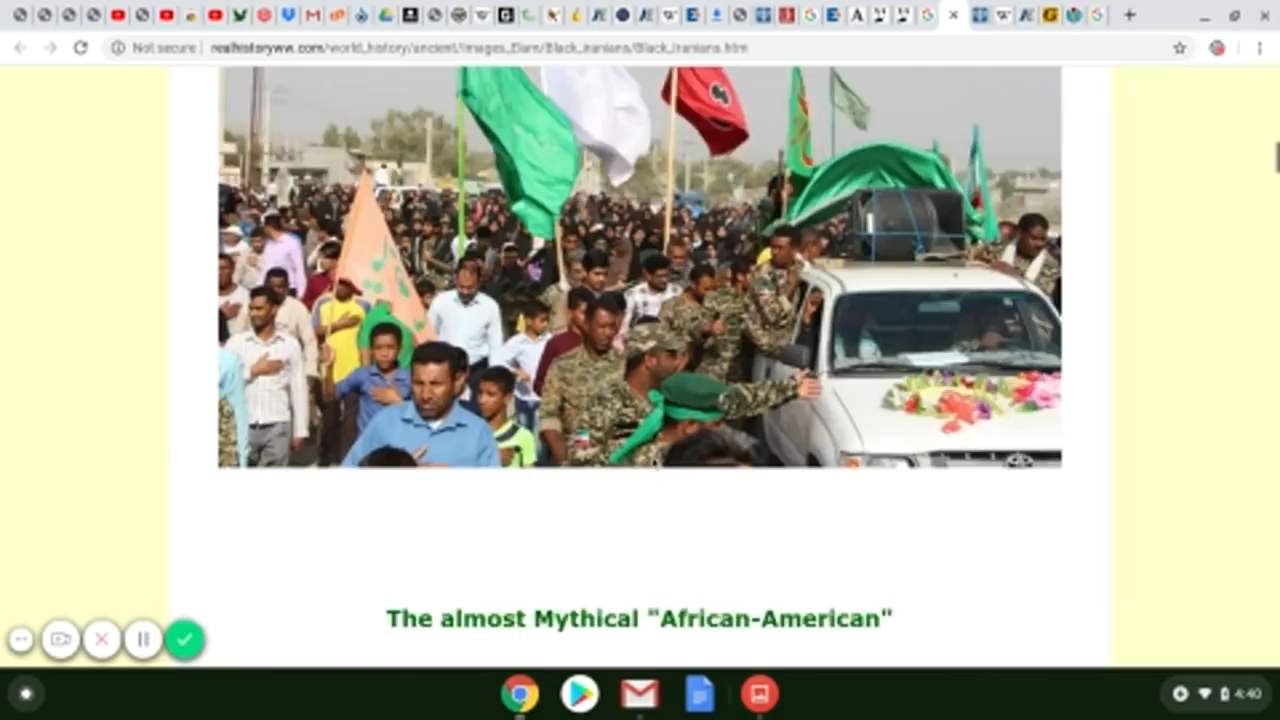 Not secure | realhistoryww.com/world_history/ancient/Images_Elam/Black_Iranians/Black_Iranians.htm
The almost Mythical "African-American"
4:40